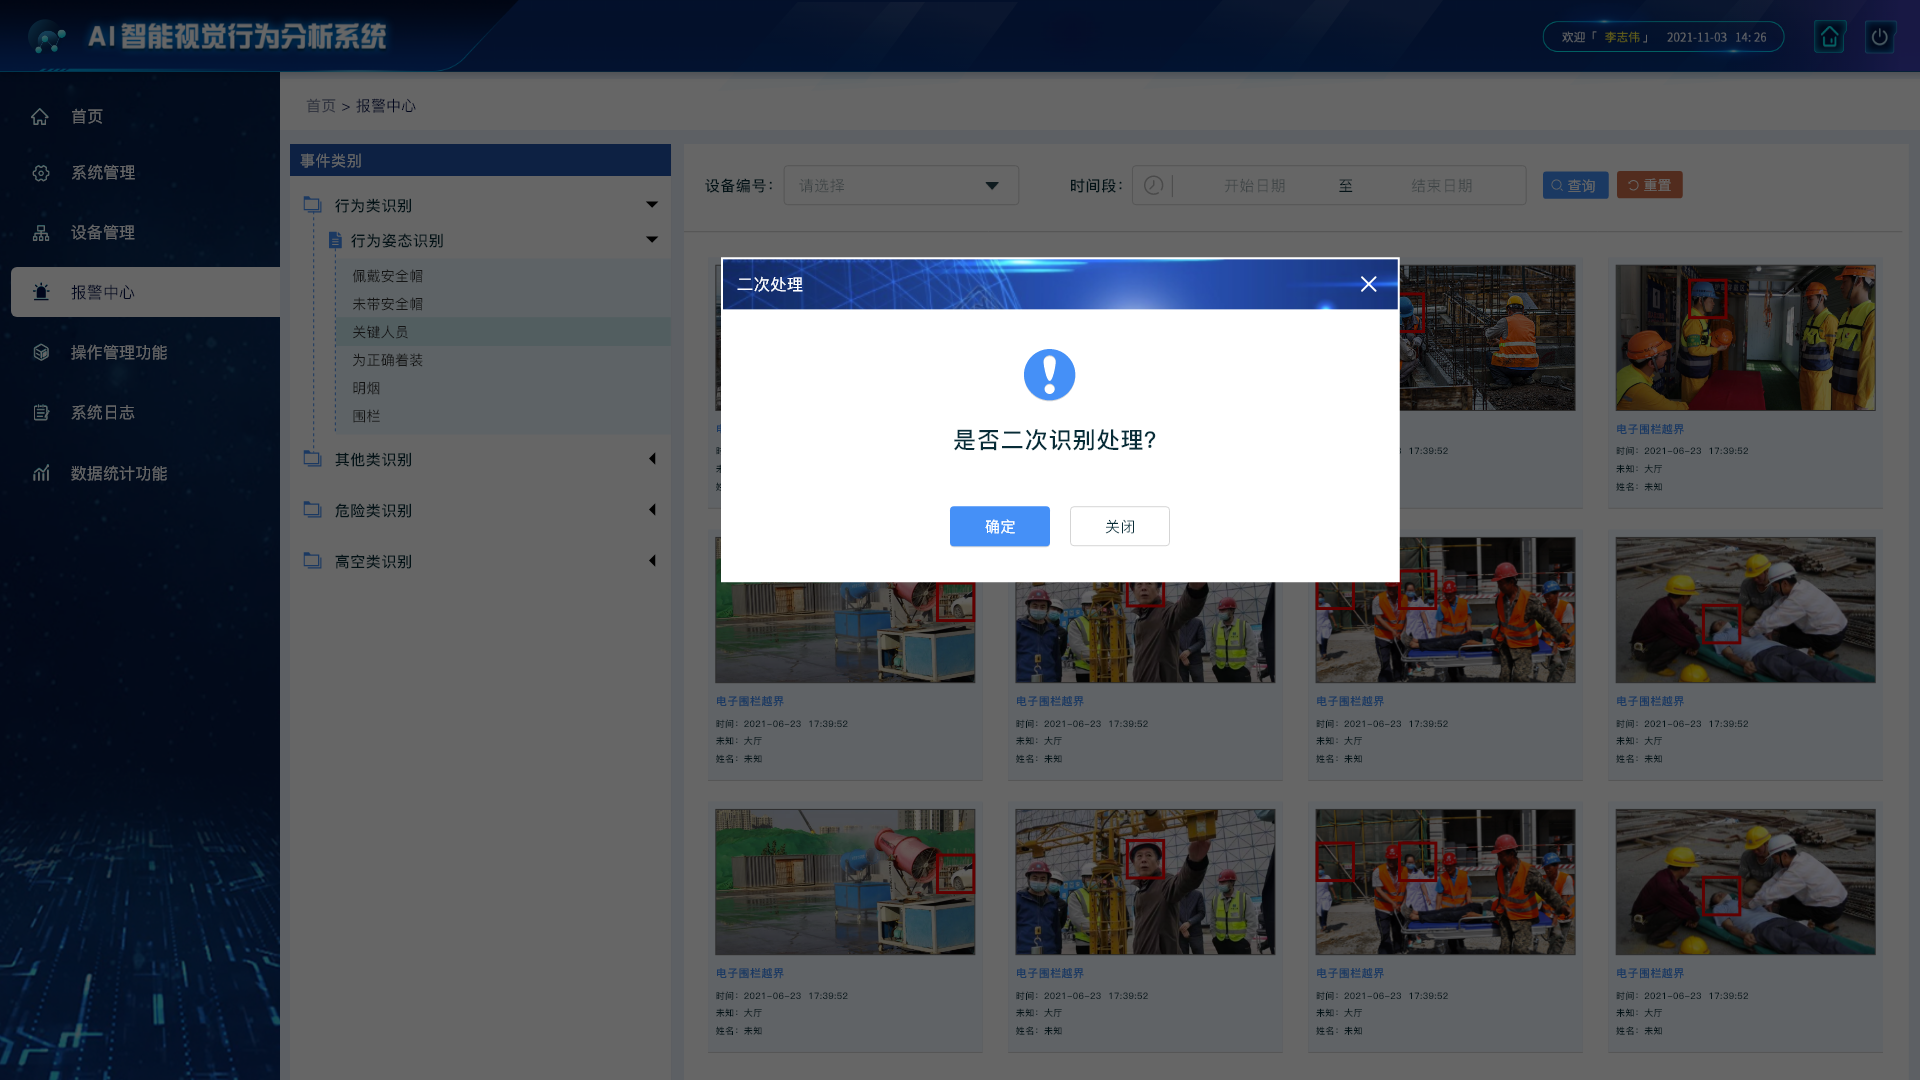 AI智能视觉行为分析系统
欢迎「 李志伟 」 2021-11-03 14:26
首页
系统管理
设备管理
报警中心
操作管理功能
系统日志
数据统计功能
首页 > 报警中心
事件类别
行为类识别
行为姿态识别
佩戴安全帽
未带安全帽
关键人员
为正确着装
明烟
围栏
其他类识别
危险类识别
高空类识别
设备编号: 请选择
时间段: 开始日期 至 结束日期
查询
重置
二次处理
是否二次识别处理?
确定
关闭
17:39:52
电子围栏越界
时间: 2021-06-23 17:39:52
未知: 大厅
姓名: 未知
电子围栏越界
时间: 2021-06-23 17:39:52
未知: 大厅
姓名: 未知
电子围栏越界
时间: 2021-06-23 17:39:52
未知: 大厅
姓名: 未知
电子围栏越界
时间: 2021-06-23 17:39:52
未知: 大厅
姓名: 未知
电子围栏越界
时间: 2021-06-23 17:39:52
未知: 大厅
姓名: 未知
电子围栏越界
时间: 2021-06-23 17:39:52
未知: 大厅
姓名: 未知
电子围栏越界
时间: 2021-06-23 17:39:52
未知: 大厅
姓名: 未知
电子围栏越界
时间: 2021-06-23 17:39:52
未知: 大厅
姓名: 未知
电子围栏越界
时间: 2021-06-23 17:39:52
未知: 大厅
姓名: 未知